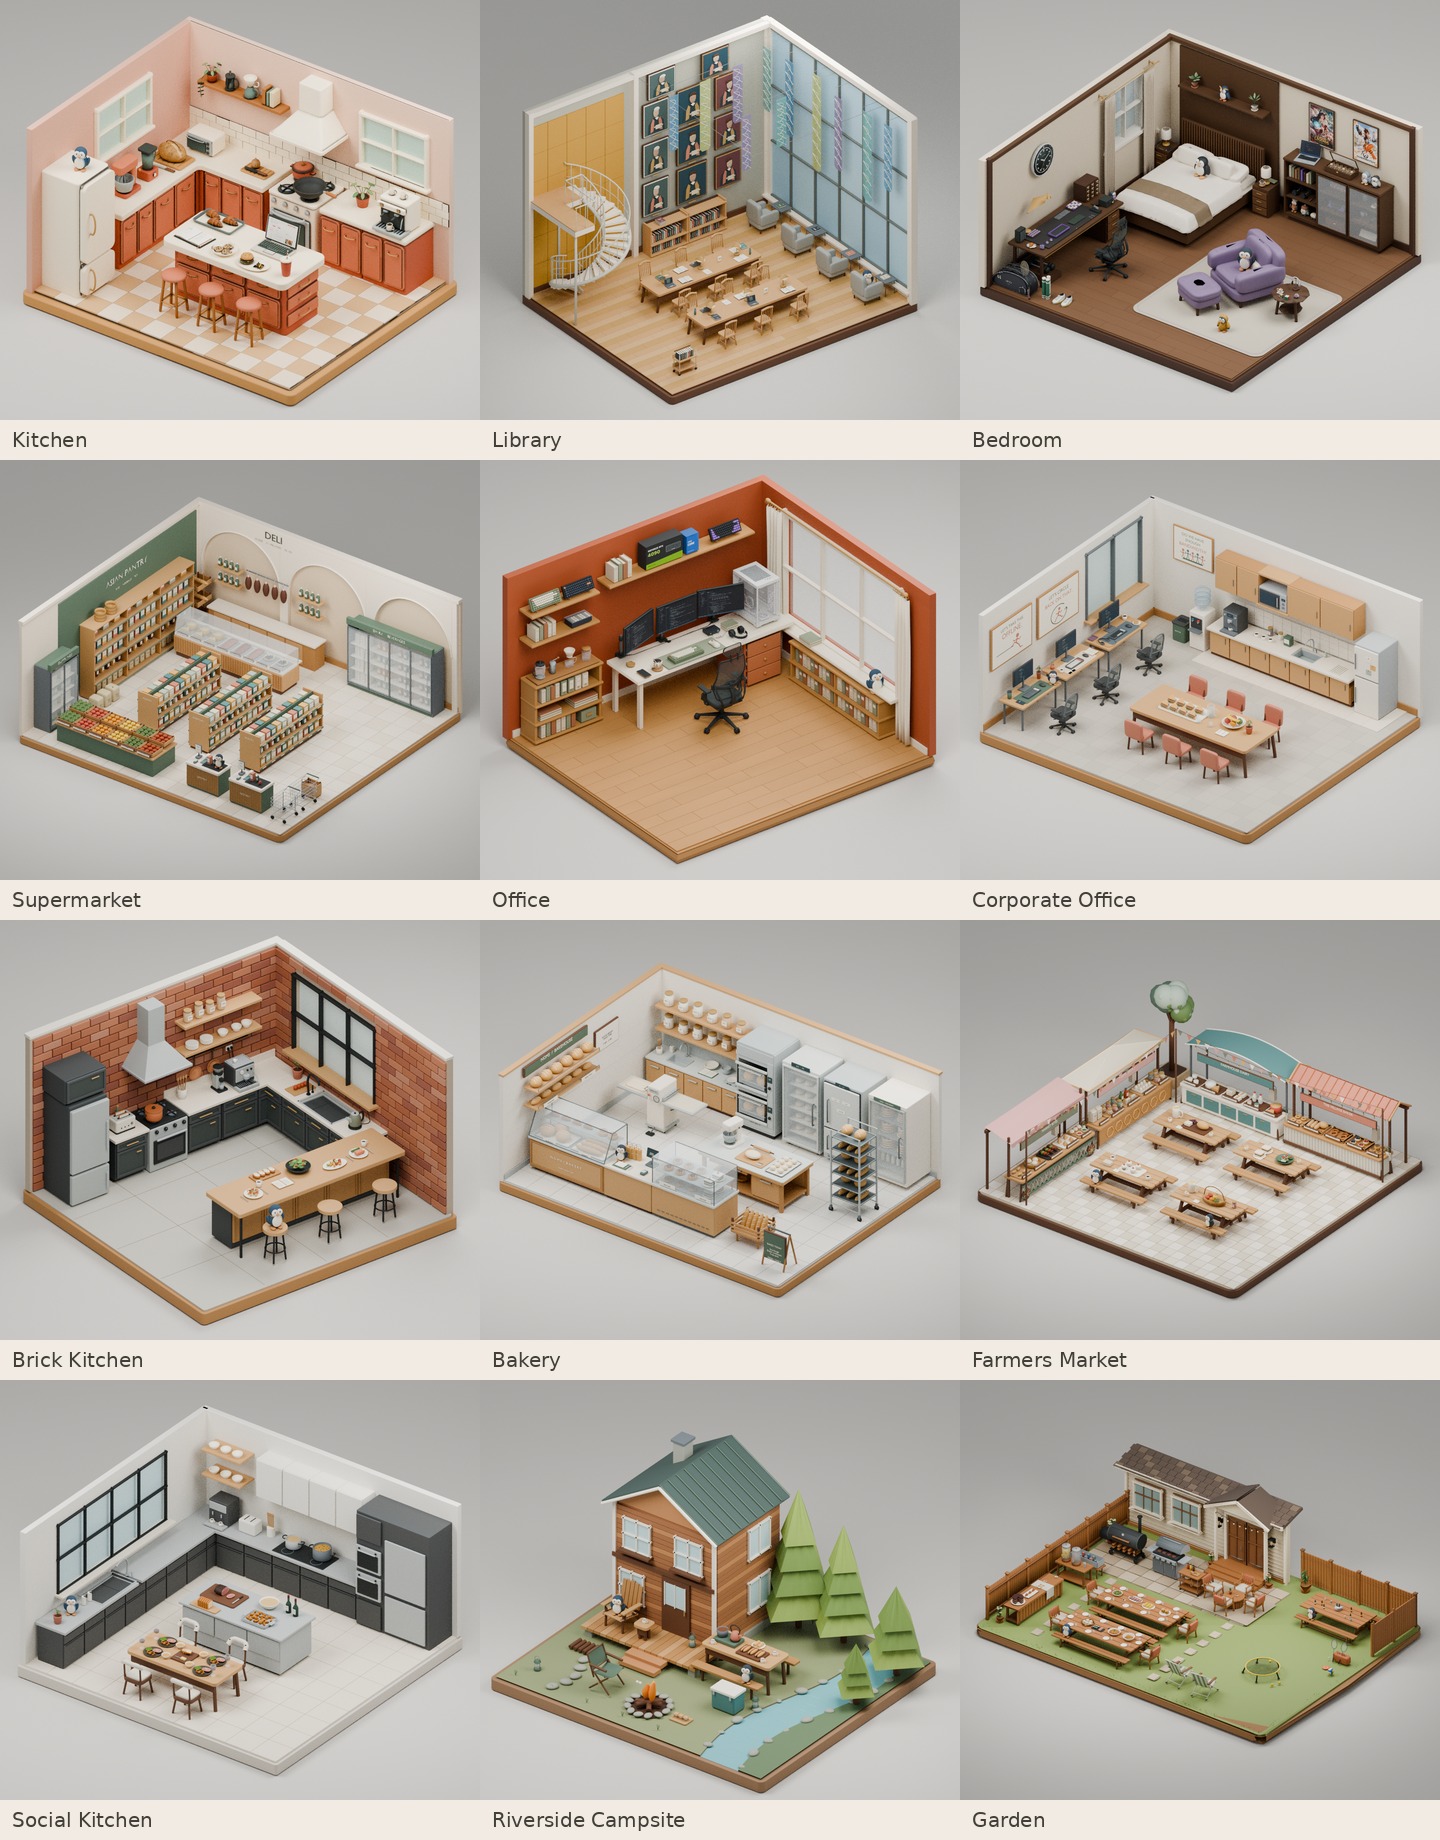 Kitchen
Library
Bedroom
ASIAN PANTRY
DELI
Supermarket
Office
Corporate Office
Brick Kitchen
Bakery
Farmers Market
Social Kitchen
Riverside Campsite
Garden